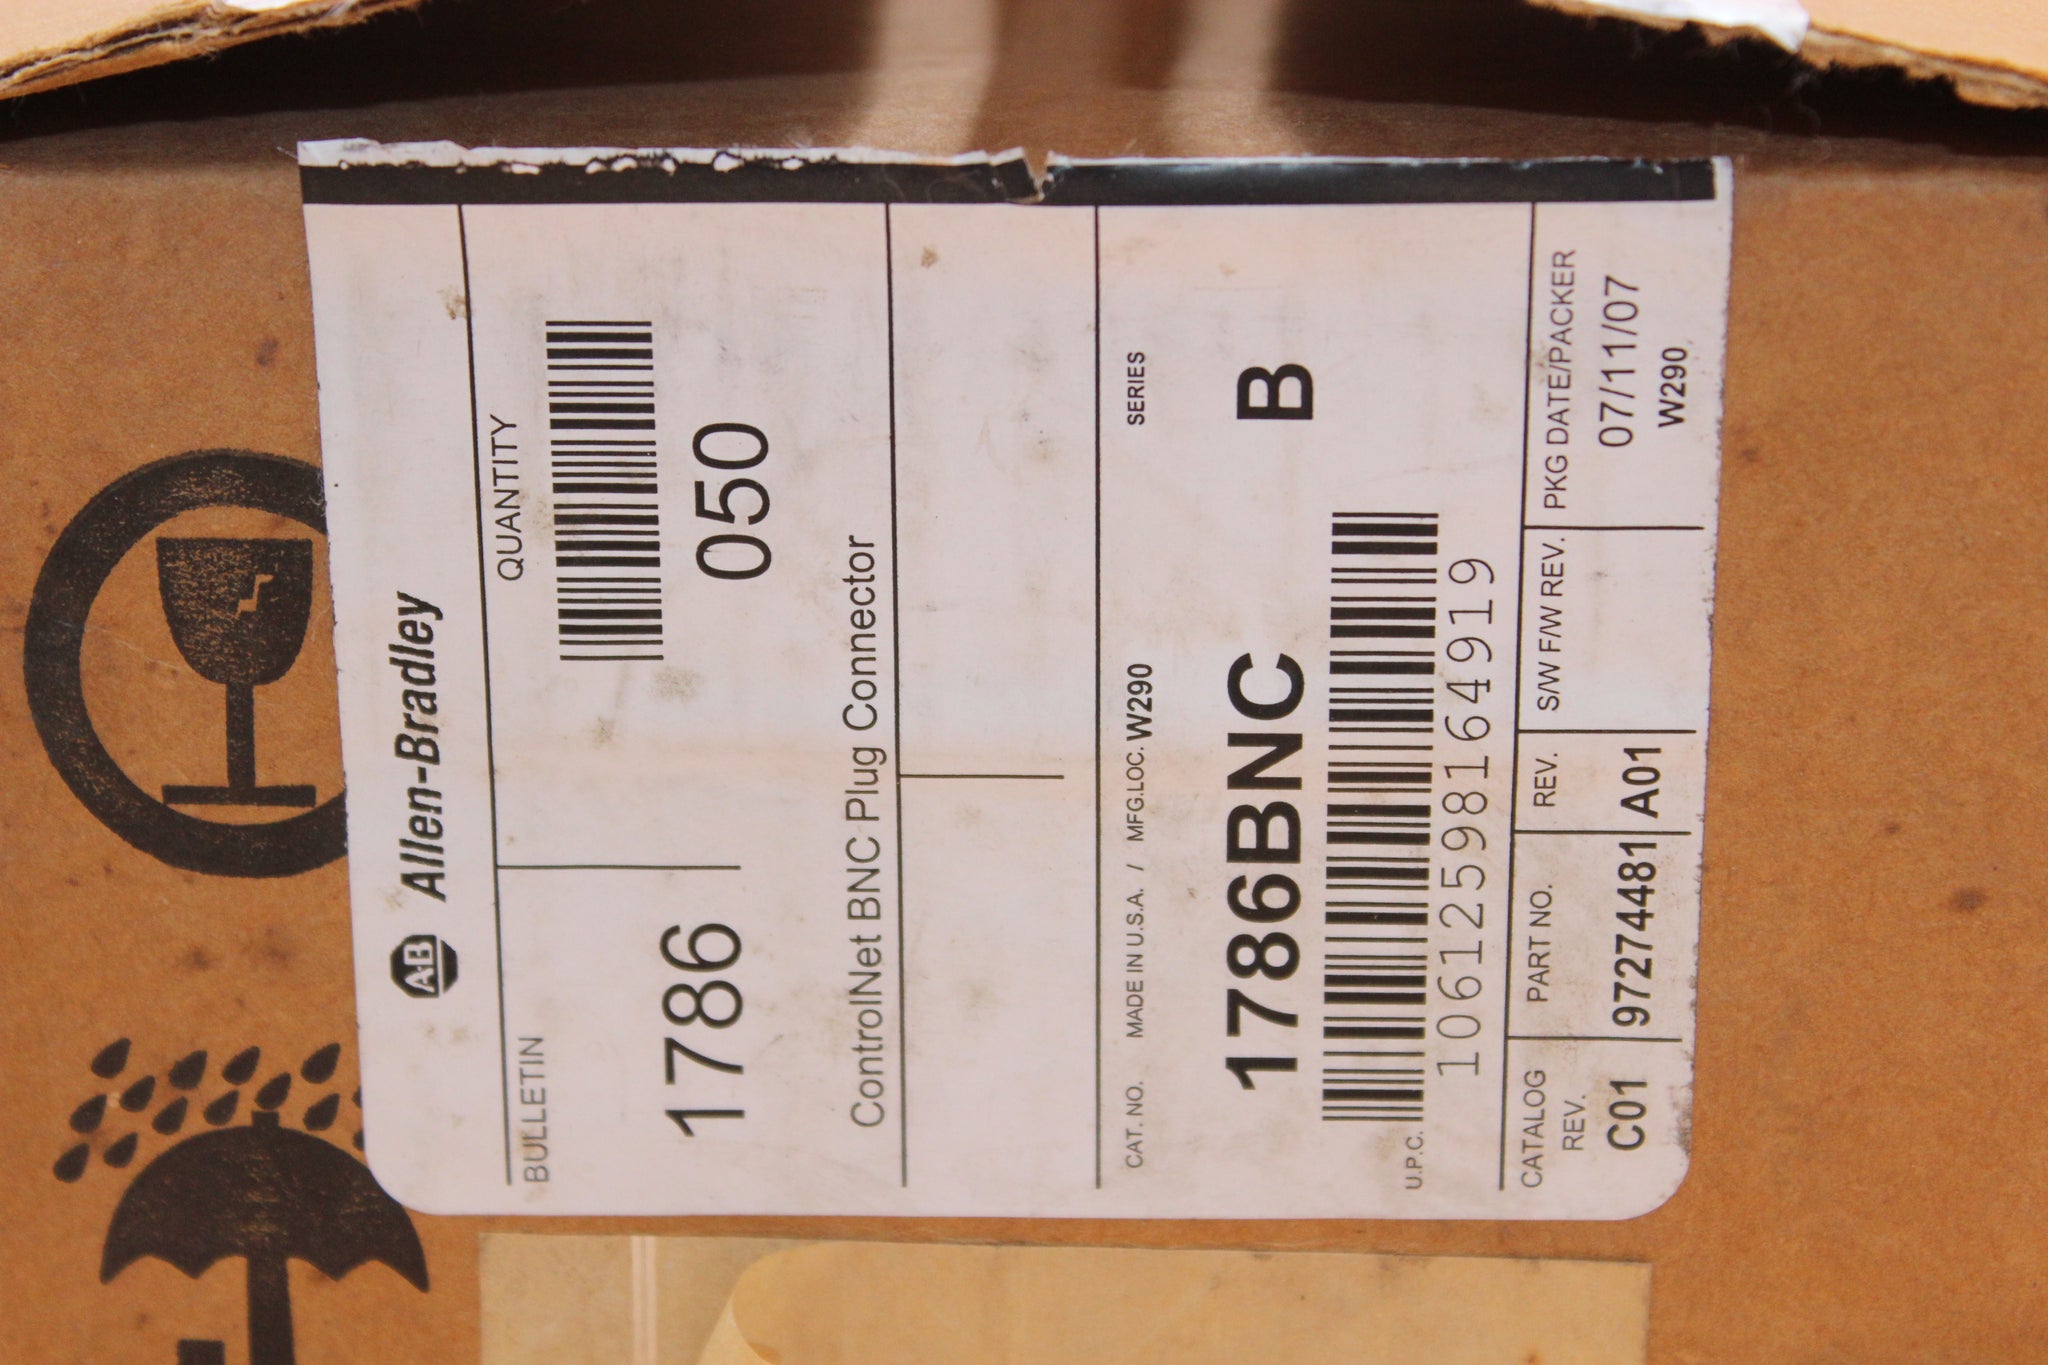 AB Allen-Bradley
BULLETIN
QUANTITY
1786
050
ControlNet BNC Plug Connector
CAT. NO. MADE IN U.S.A. / MFG.LOC. W290
SERIES
1786BNC
B
U.P.C.
10612598164919
CATALOG REV.
C01
PART NO.
97274481
REV.
A01
S/W F/W REV.
PKG DATE/PACKER
07/11/07
W290